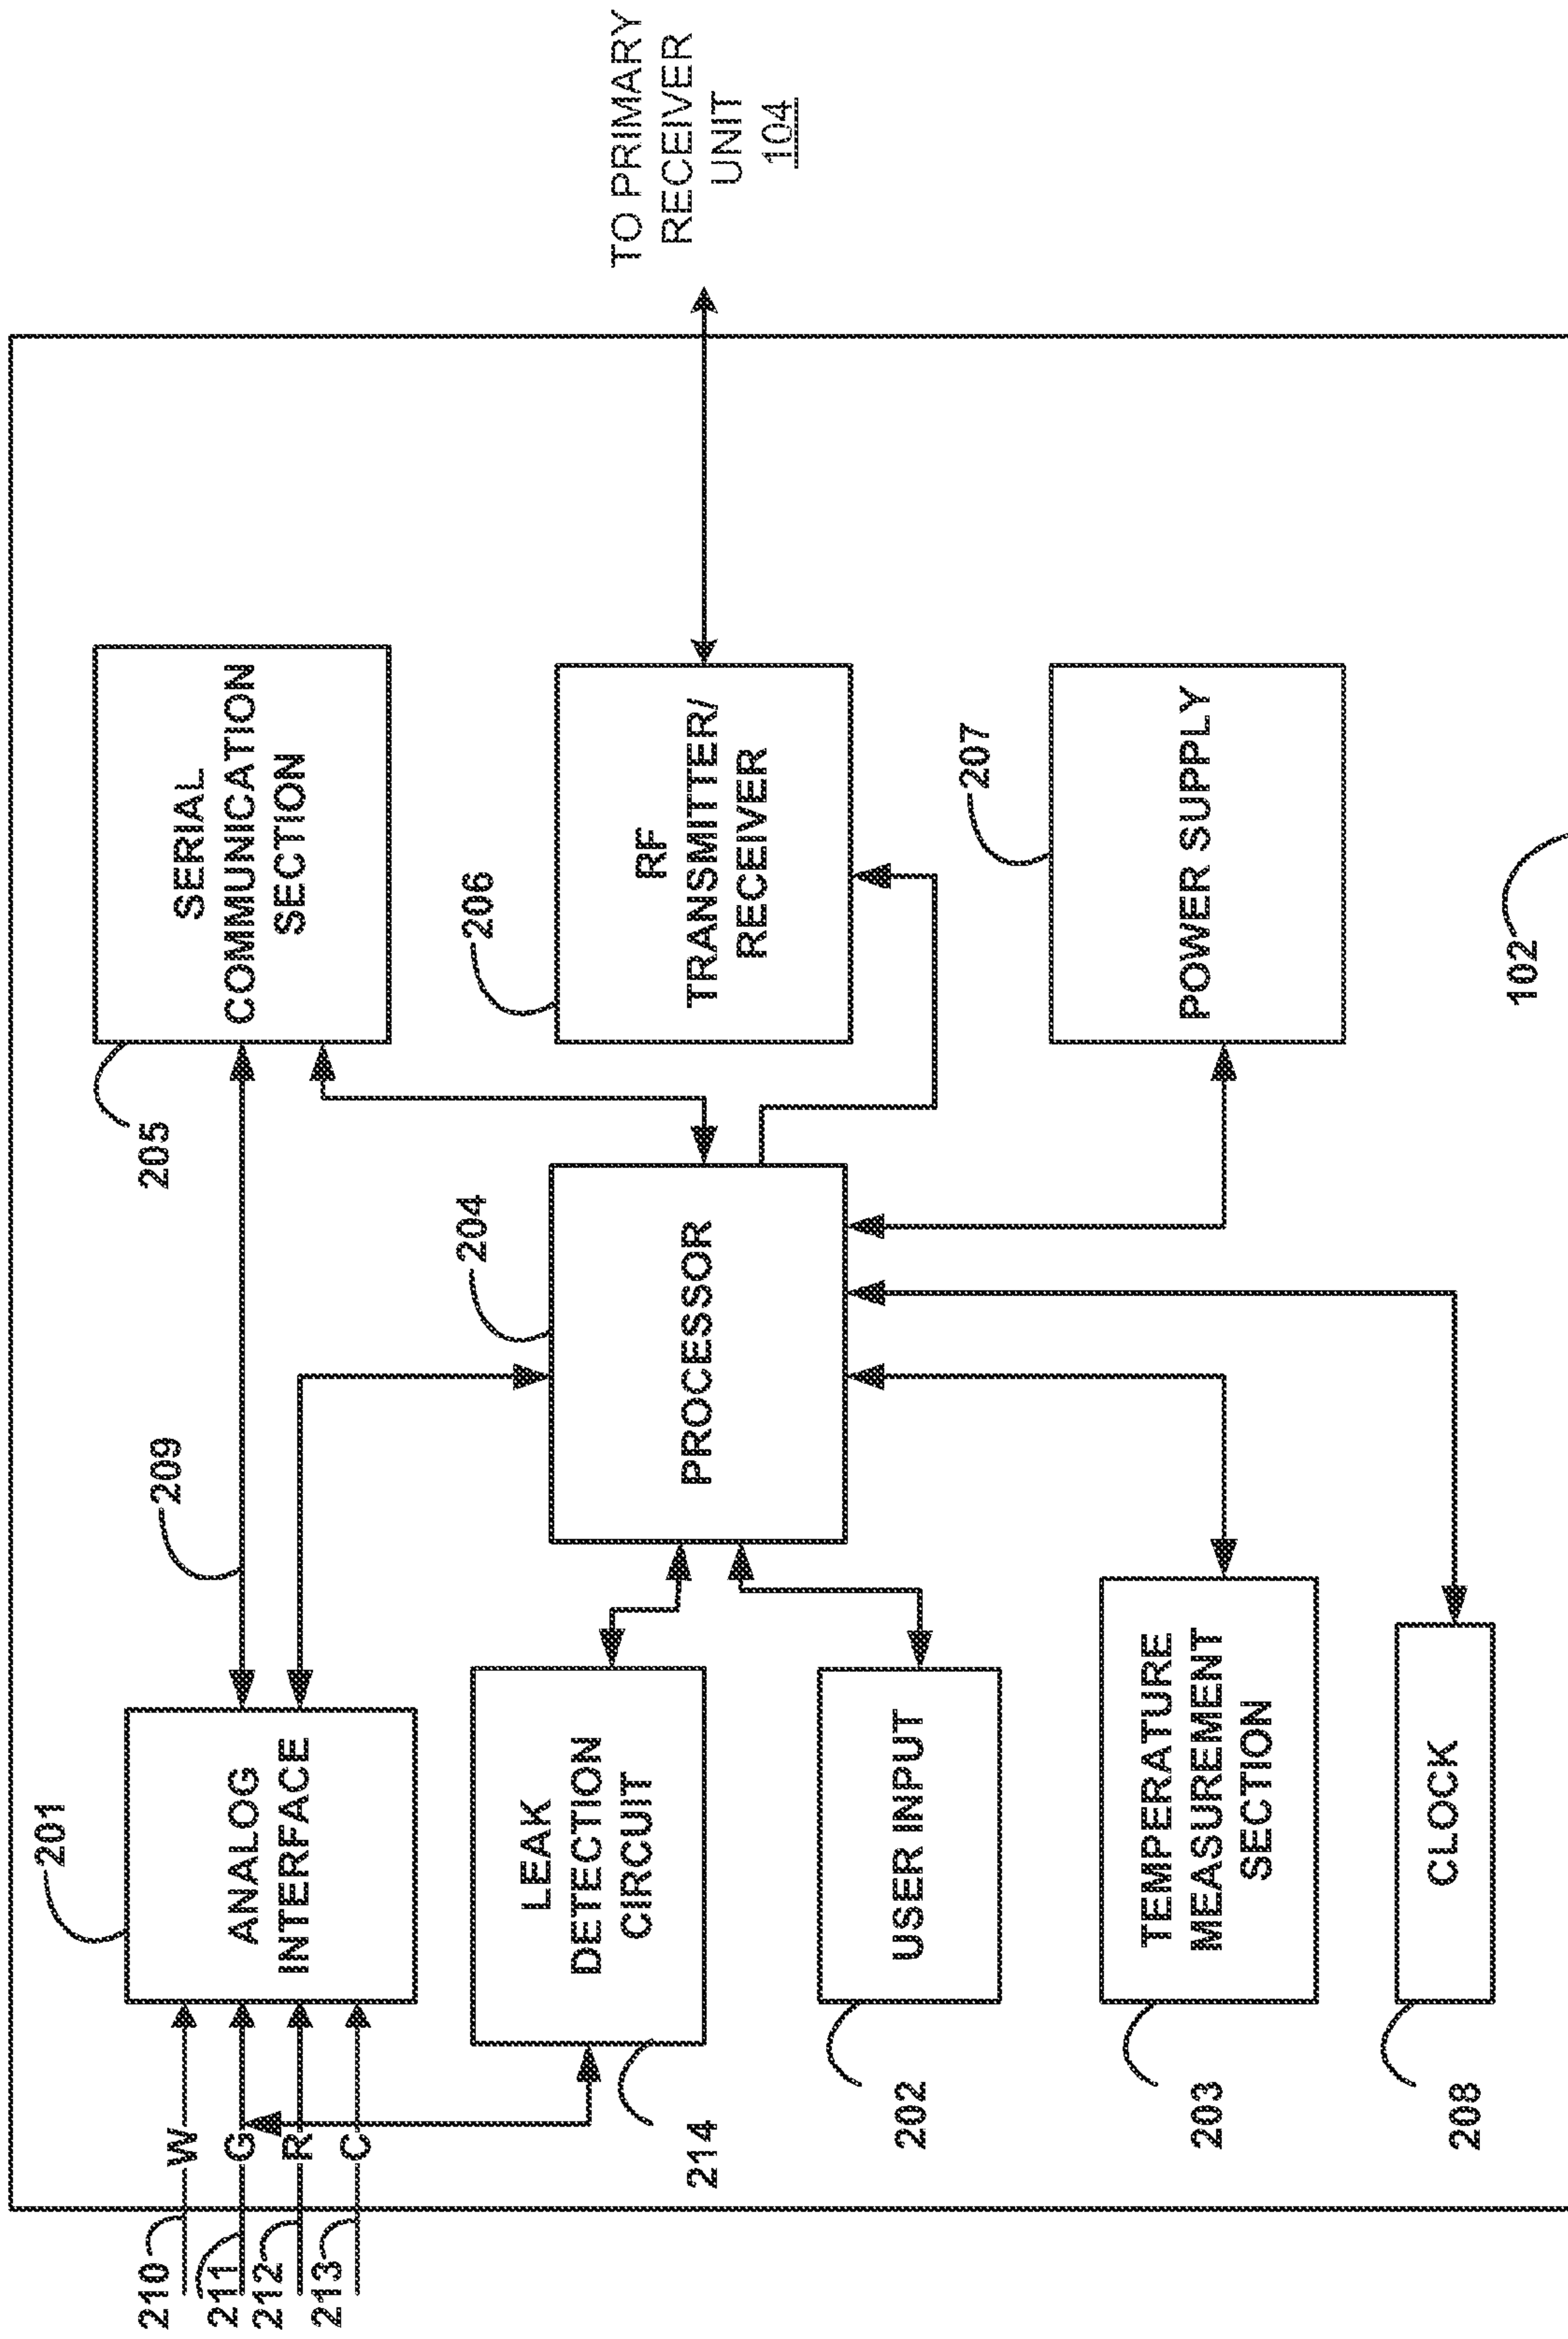 210
W
211
G
212
R
213
C
201
ANALOG
INTERFACE
209
205
SERIAL
COMMUNICATION
SECTION
214
LEAK
DETECTION
CIRCUIT
204
PROCESSOR
206
RF
TRANSMITTER/
RECEIVER
TO PRIMARY
RECEIVER
UNIT
104
202
USER INPUT
203
TEMPERATURE
MEASUREMENT
SECTION
207
POWER SUPPLY
208
CLOCK
102